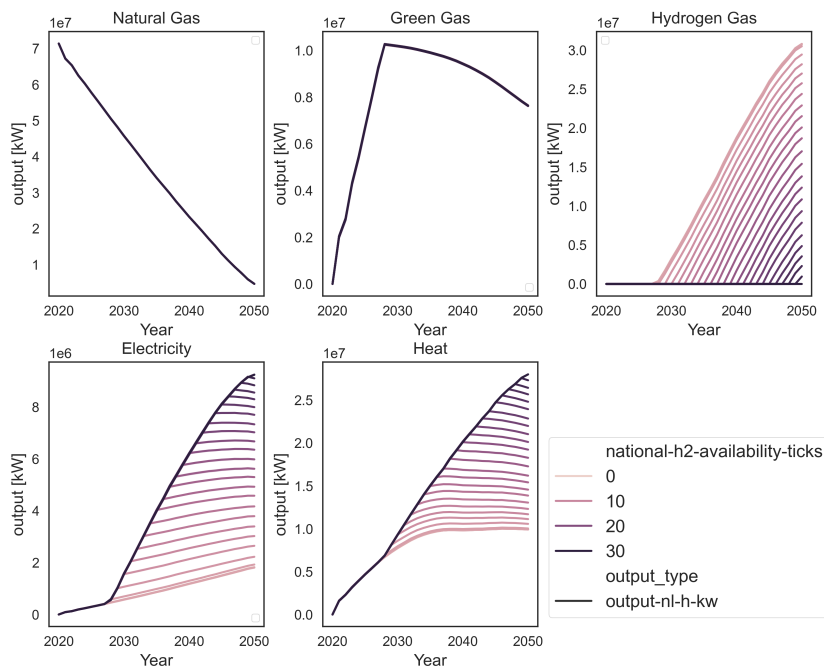 Natural Gas
1e7
output [kW]
7
6
5
4
3
2
1
2020 2030 2040 2050
Year
Green Gas
1e7
output [kW]
1.0
0.8
0.6
0.4
0.2
0.0
2020 2030 2040 2050
Year
Hydrogen Gas
1e7
output [kW]
3.0
2.5
2.0
1.5
1.0
0.5
0.0
2020 2030 2040 2050
Year
Electricity
1e6
output [kW]
8
6
4
2
0
2020 2030 2040 2050
Year
Heat
1e7
output [kW]
2.5
2.0
1.5
1.0
0.5
0.0
2020 2030 2040 2050
Year
national-h2-availability-ticks
0
10
20
30
output_type
output-nl-h-kw